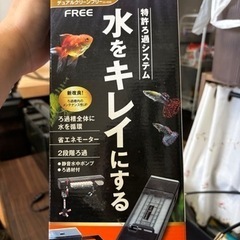 デュアルクリーンフリー
FREE
特許ろ過システム
水をキレイにする
新改良!
ろ過槽全体に
水を循環
省エネモーター
2段階ろ過
・静音水中ポンプ
・ろ過材付